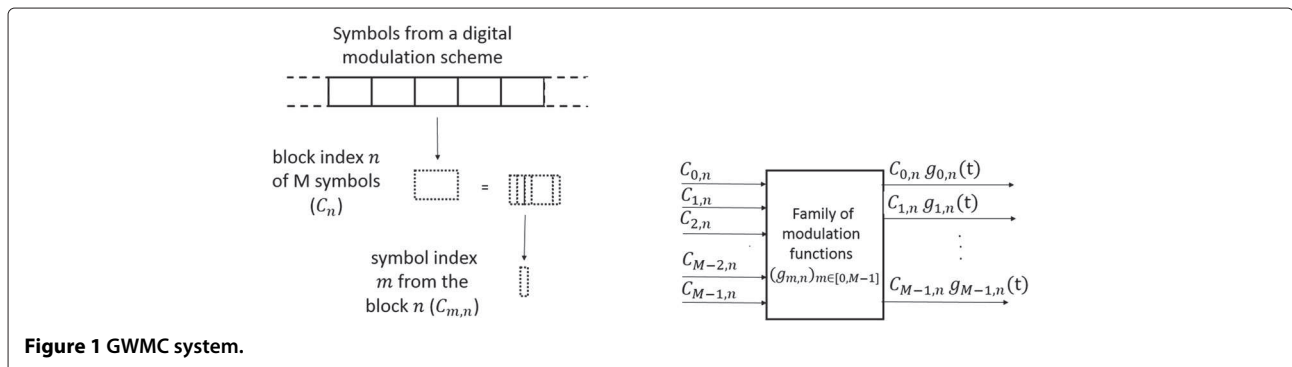 Symbols from a digital
modulation scheme
block index n
of M symbols
(C_n)
=
symbol index
m from the
block n (C_{m,n})
C_{0,n}
C_{1,n}
C_{2,n}
C_{M−2,n}
C_{M−1,n}
Family of
modulation
functions
(g_{m,n})_{m∈[0,M−1]}
C_{0,n} g_{0,n}(t)
C_{1,n} g_{1,n}(t)
⋮
C_{M−1,n} g_{M−1,n}(t)
Figure 1 GWMC system.